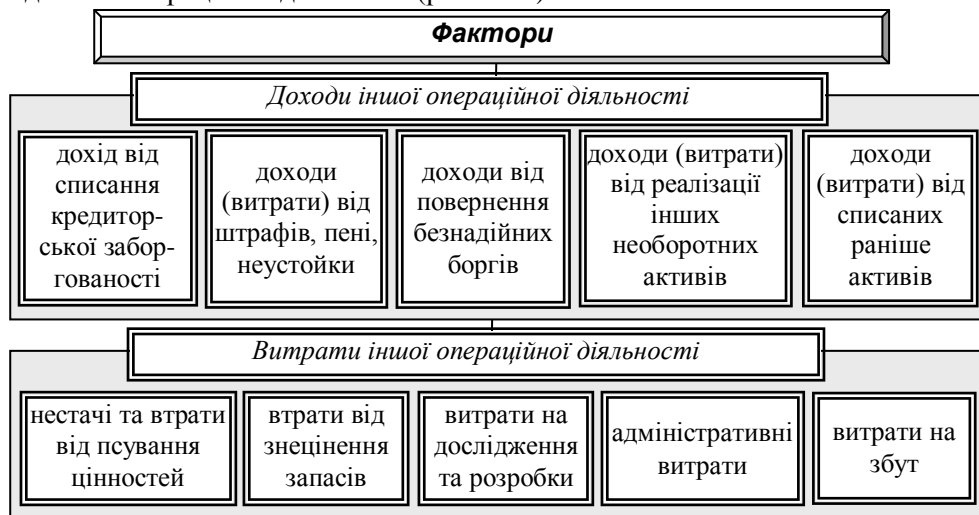 Фактори
Доходи іншої операційної діяльності
дохід від
списання
кредитор-
ської забор-
гованості
доходи
(витрати) від
штрафів, пені,
неустойки
доходи від
повернення
безнадійних
боргів
доходи (витрати)
від реалізації
інших
необоротних
активів
доходи
(витрати) від
списаних
раніше
активів
Витрати іншої операційної діяльності
нестачі та втрати
від псування
цінностей
втрати від
знецінення
запасів
витрати на
дослідження
та розробки
адміністративні
витрати
витрати на
збут